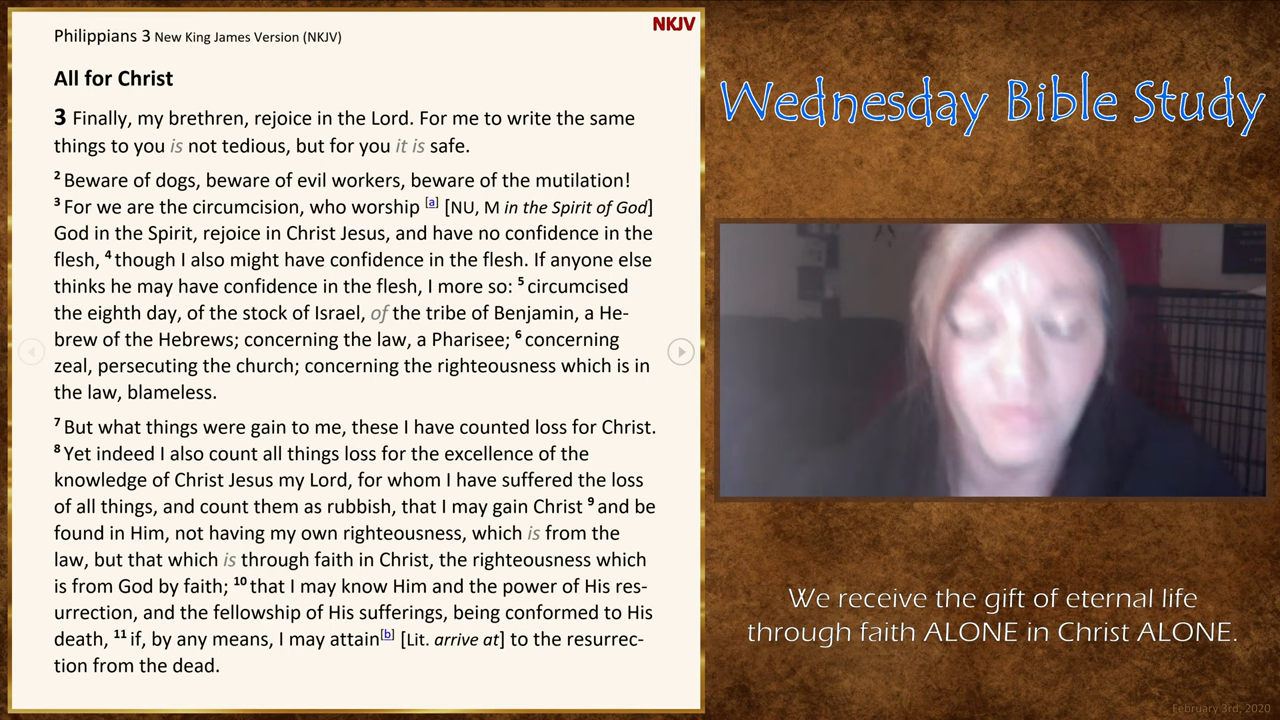 NKJV
Philippians 3 New King James Version (NKJV)
All for Christ
3 Finally, my brethren, rejoice in the Lord. For me to write the same
things to you is not tedious, but for you it is safe.
2 Beware of dogs, beware of evil workers, beware of the mutilation!
3 For we are the circumcision, who worship [a] [NU, M in the Spirit of God]
God in the Spirit, rejoice in Christ Jesus, and have no confidence in the
flesh, 4 though I also might have confidence in the flesh. If anyone else
thinks he may have confidence in the flesh, I more so: 5 circumcised
the eighth day, of the stock of Israel, of the tribe of Benjamin, a He-
brew of the Hebrews; concerning the law, a Pharisee; 6 concerning
zeal, persecuting the church; concerning the righteousness which is in
the law, blameless.
7 But what things were gain to me, these I have counted loss for Christ.
8 Yet indeed I also count all things loss for the excellence of the
knowledge of Christ Jesus my Lord, for whom I have suffered the loss
of all things, and count them as rubbish, that I may gain Christ 9 and be
found in Him, not having my own righteousness, which is from the
law, but that which is through faith in Christ, the righteousness which
is from God by faith; 10 that I may know Him and the power of His res-
urrection, and the fellowship of His sufferings, being conformed to His
death, 11 if, by any means, I may attain[b] [Lit. arrive at] to the resurrec-
tion from the dead.
Wednesday Bible Study
We receive the gift of eternal life
through faith ALONE in Christ ALONE.
February 3rd, 2020